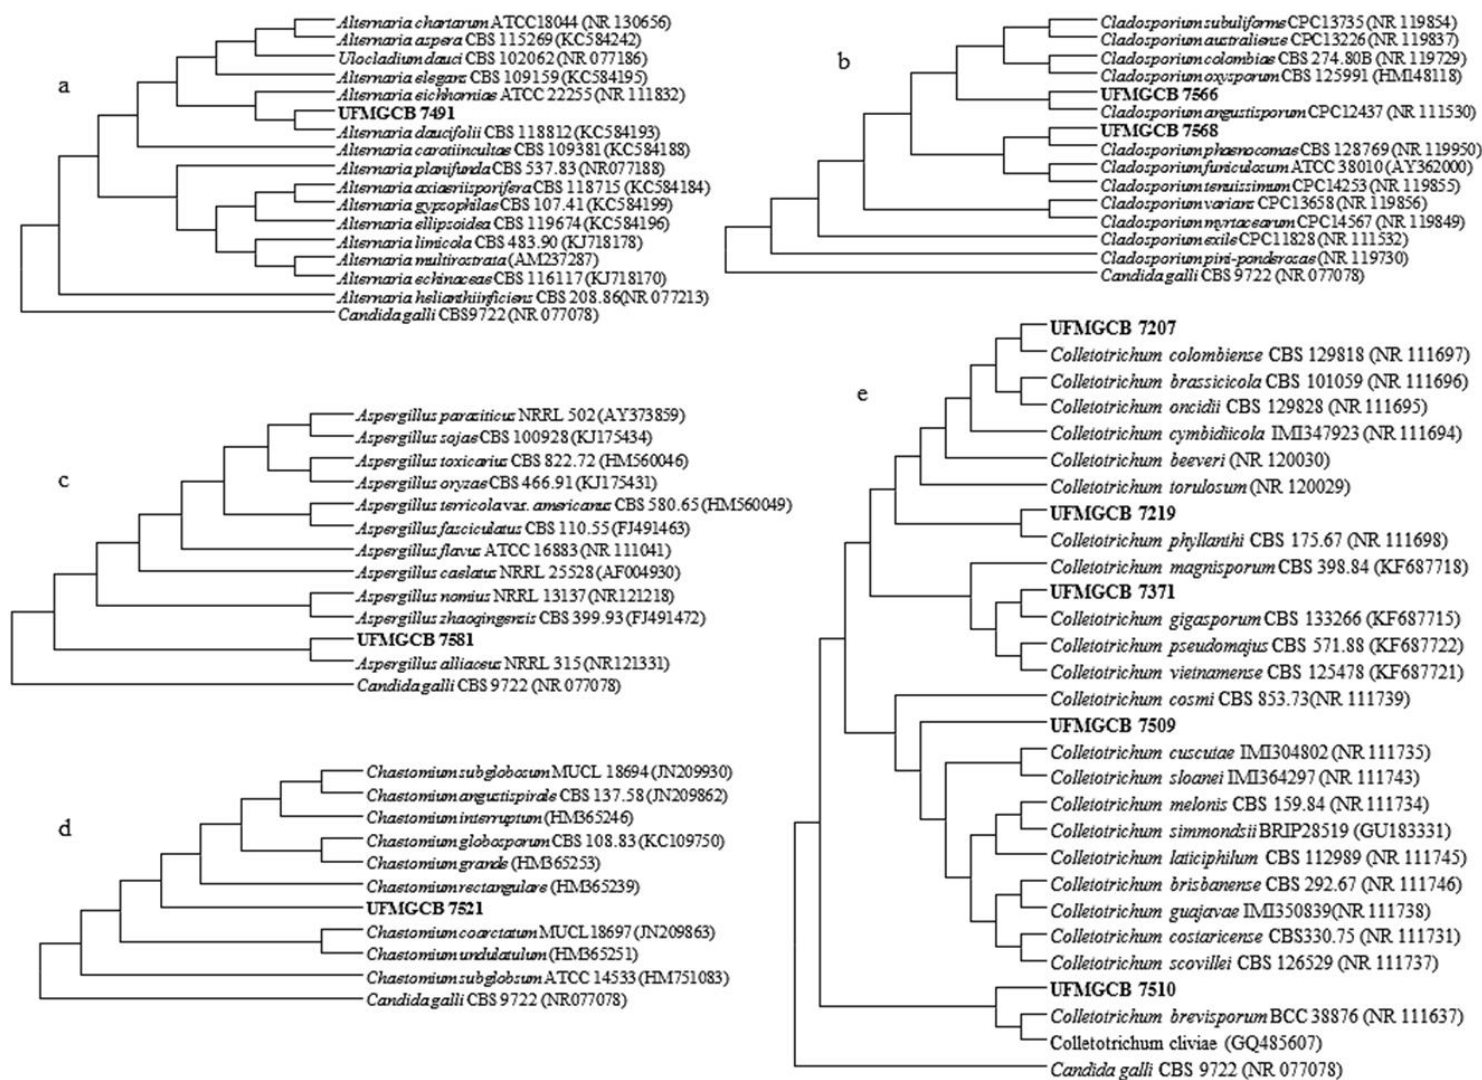 a
Alternaria chartarum ATCC18044 (NR 130656)
Alternaria aspera CBS 115269 (KC584242)
Ulocladium dauci CBS 102062 (NR 077186)
Alternaria elegans CBS 109159 (KC584195)
Alternaria eichhorniae ATCC 22255 (NR 111832)
UFMGCB 7491
Alternaria daucifolii CBS 118812 (KC584193)
Alternaria carotiincultae CBS 109381 (KC584188)
Alternaria planifunda CBS 537.83 (NR077188)
Alternaria axiaeriisporifera CBS 118715 (KC584184)
Alternaria gypsophilae CBS 107.41 (KC584199)
Alternaria ellipsoidea CBS 119674 (KC584196)
Alternaria limicola CBS 483.90 (KJ718178)
Alternaria multirostrata (AM237287)
Alternaria echinaceae CBS 116117 (KJ718170)
Alternaria helianthiinficiens CBS 208.86(NR 077213)
Candida galli CBS9722 (NR 077078)
b
Cladosporium subuliforme CPC13735 (NR 119854)
Cladosporium australiense CPC13226 (NR 119837)
Cladosporium colombiae CBS 274.80B (NR 119729)
Cladosporium oxysporum CBS 125991 (HM148118)
UFMGCB 7566
Cladosporium angustisporum CPC12437 (NR 111530)
UFMGCB 7568
Cladosporium phaenocomae CBS 128769 (NR 119950)
Cladosporium funiculosum ATCC 38010 (AY362000)
Cladosporium tenuissimum CPC14253 (NR 119855)
Cladosporium varians CPC13658 (NR 119856)
Cladosporium myrtacearum CPC14567 (NR 119849)
Cladosporium exile CPC11828 (NR 111532)
Cladosporium pini-ponderosae (NR 119730)
Candida galli CBS 9722 (NR 077078)
c
Aspergillus parasiticus NRRL 502 (AY373859)
Aspergillus sojae CBS 100928 (KJ175434)
Aspergillus toxicarius CBS 822.72 (HM560046)
Aspergillus oryzae CBS 466.91 (KJ175431)
Aspergillus terricola var. americanus CBS 580.65 (HM560049)
Aspergillus fasciculatus CBS 110.55 (FJ491463)
Aspergillus flavus ATCC 16883 (NR 111041)
Aspergillus caelatus NRRL 25528 (AF004930)
Aspergillus nomius NRRL 13137 (NR121218)
Aspergillus zhaoqingensis CBS 399.93 (FJ491472)
UFMGCB 7581
Aspergillus alliaceus NRRL 315 (NR121331)
Candida galli CBS 9722 (NR 077078)
d
Chaetomium subglobosum MUCL 18694 (JN209930)
Chaetomium angustispirale CBS 137.58 (JN209862)
Chaetomium interruptum (HM365246)
Chaetomium globosporum CBS 108.83 (KC109750)
Chaetomium grande (HM365253)
Chaetomium rectangulare (HM365239)
UFMGCB 7521
Chaetomium coarctatum MUCL18697 (JN209863)
Chaetomium undulatulum (HM365251)
Chaetomium subglobsum ATCC 14533 (HM751083)
Candida galli CBS 9722 (NR077078)
e
UFMGCB 7207
Colletotrichum colombiense CBS 129818 (NR 111697)
Colletotrichum brassicicola CBS 101059 (NR 111696)
Colletotrichum oncidii CBS 129828 (NR 111695)
Colletotrichum cymbidiicola IMI347923 (NR 111694)
Colletotrichum beeveri (NR 120030)
Colletotrichum torulosum (NR 120029)
UFMGCB 7219
Colletotrichum phyllanthi CBS 175.67 (NR 111698)
Colletotrichum magnisporum CBS 398.84 (KF687718)
UFMGCB 7371
Colletotrichum gigasporum CBS 133266 (KF687715)
Colletotrichum pseudomajus CBS 571.88 (KF687722)
Colletotrichum vietnamense CBS 125478 (KF687721)
Colletotrichum cosmi CBS 853.73(NR 111739)
UFMGCB 7509
Colletotrichum cuscutae IMI304802 (NR 111735)
Colletotrichum sloanei IMI364297 (NR 111743)
Colletotrichum melonis CBS 159.84 (NR 111734)
Colletotrichum simmondsii BRIP28519 (GU183331)
Colletotrichum laticiphilum CBS 112989 (NR 111745)
Colletotrichum brisbanense CBS 292.67 (NR 111746)
Colletotrichum guajavae IMI350839(NR 111738)
Colletotrichum costaricense CBS330.75 (NR 111731)
Colletotrichum scovillei CBS 126529 (NR 111737)
UFMGCB 7510
Colletotrichum brevisporum BCC 38876 (NR 111637)
Colletotrichum cliviae (GQ485607)
Candida galli CBS 9722 (NR 077078)